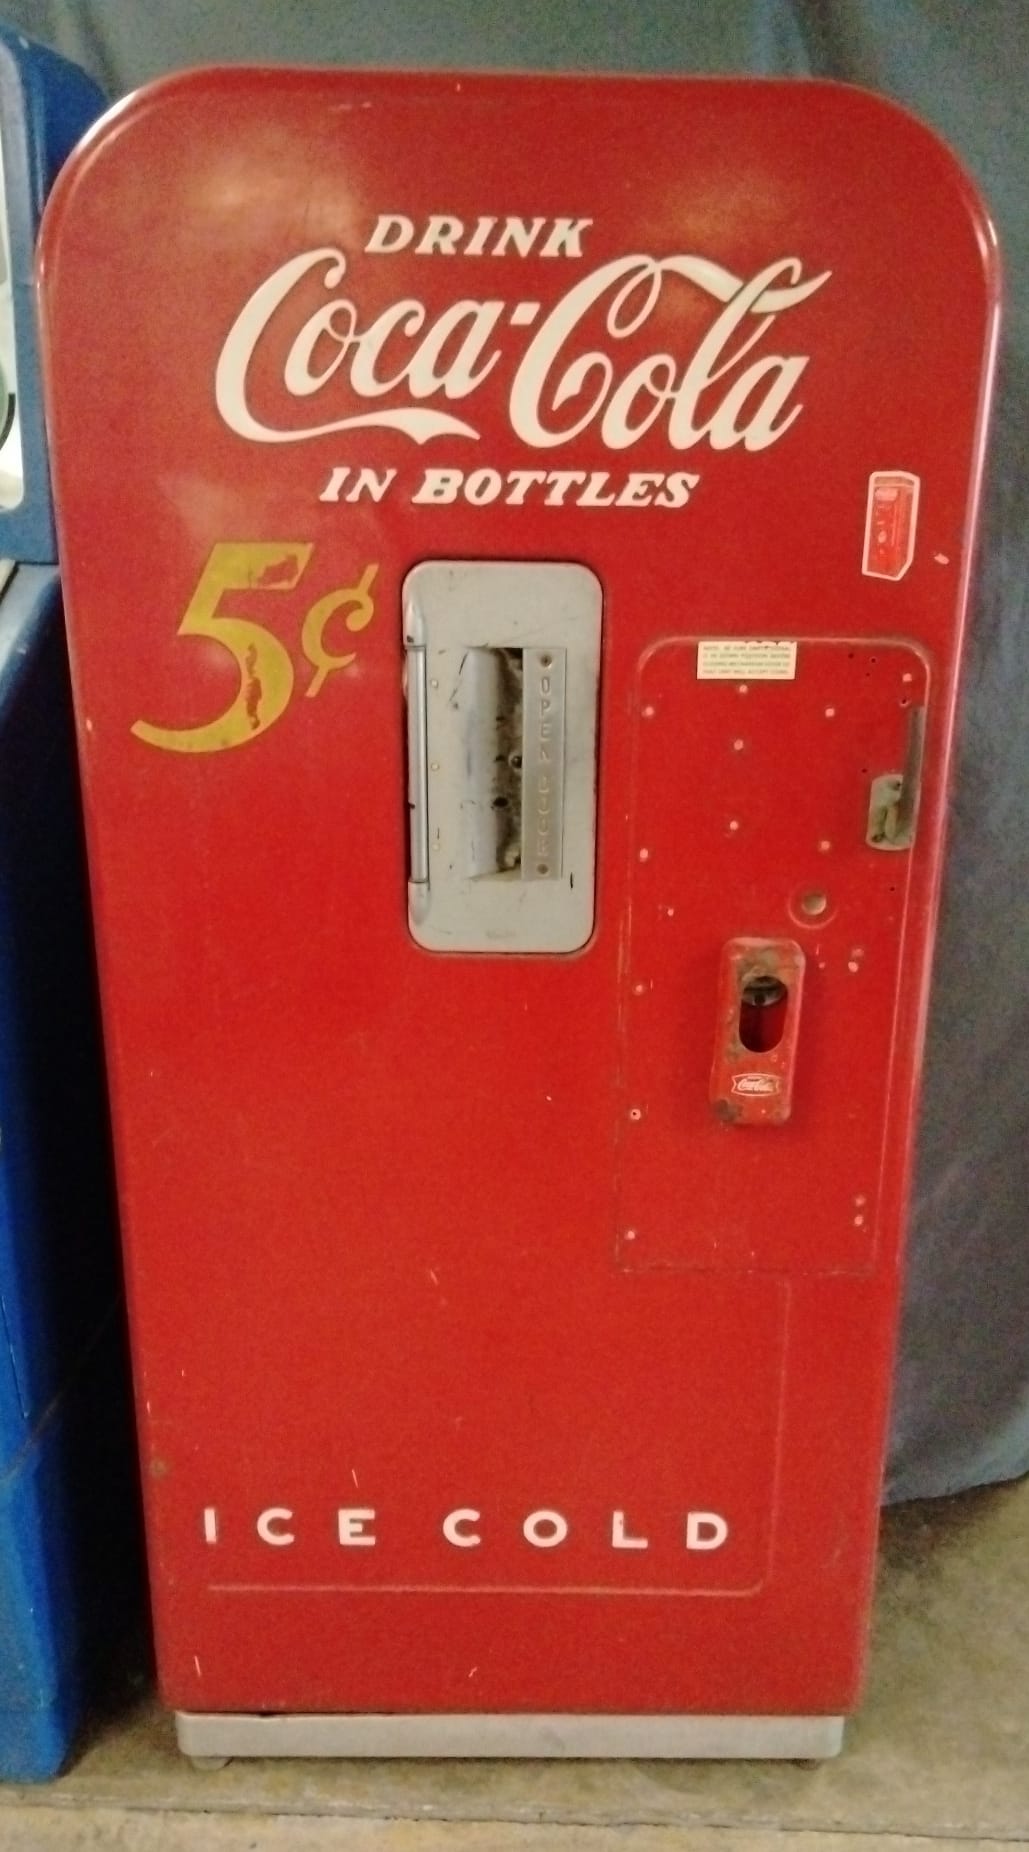 DRINK
Coca-Cola
IN BOTTLES
5¢
OPEN DOOR
Coca-Cola
ICE COLD